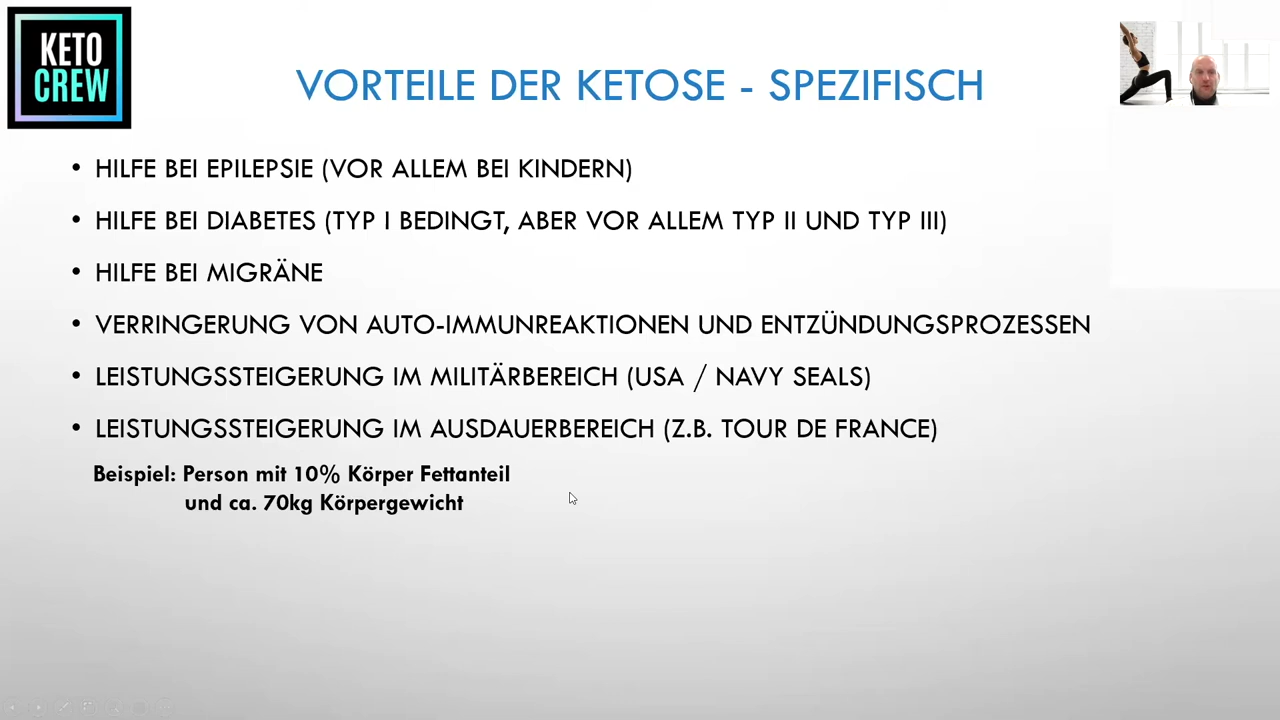 KETO
CREW
VORTEILE DER KETOSE - SPEZIFISCH
• HILFE BEI EPILEPSIE (VOR ALLEM BEI KINDERN)
• HILFE BEI DIABETES (TYP I BEDINGT, ABER VOR ALLEM TYP II UND TYP III)
• HILFE BEI MIGRÄNE
• VERRINGERUNG VON AUTO-IMMUNREAKTIONEN UND ENTZÜNDUNGSPROZESSEN
• LEISTUNGSSTEIGERUNG IM MILITÄRBEREICH (USA / NAVY SEALS)
• LEISTUNGSSTEIGERUNG IM AUSDAUERBEREICH (Z.B. TOUR DE FRANCE)
Beispiel: Person mit 10% Körper Fettanteil
und ca. 70kg Körpergewicht